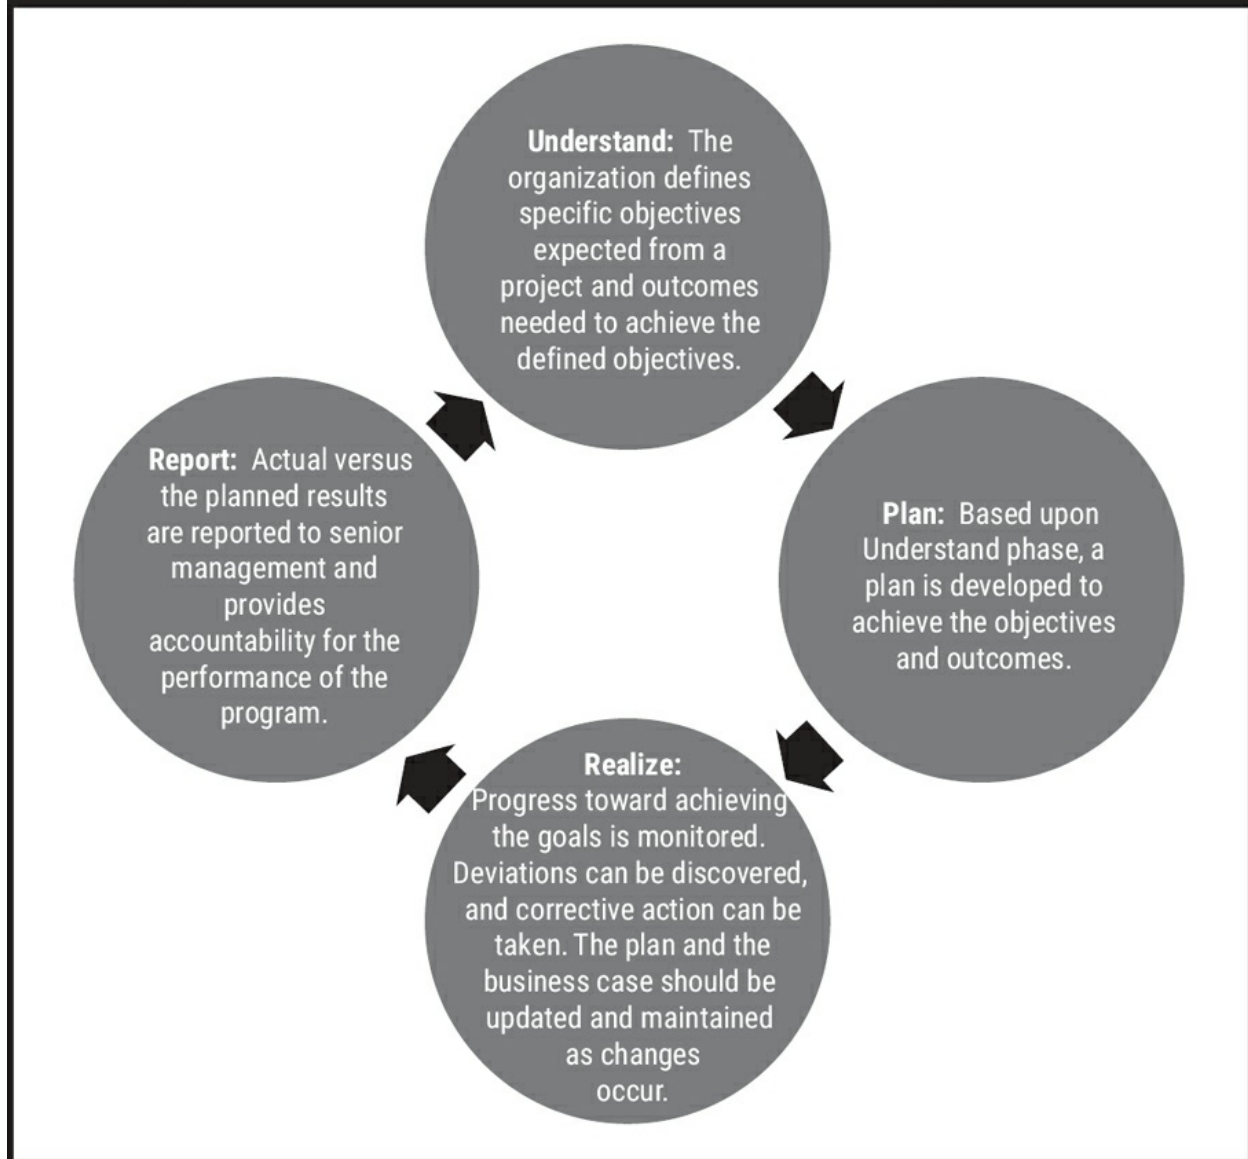 Understand: The
organization defines
specific objectives
expected from a
project and outcomes
needed to achieve the
defined objectives.
Plan: Based upon
Understand phase, a
plan is developed to
achieve the objectives
and outcomes.
Realize:
Progress toward achieving
the goals is monitored.
Deviations can be discovered,
and corrective action can be
taken. The plan and the
business case should be
updated and maintained
as changes
occur.
Report: Actual versus
the planned results
are reported to senior
management and
provides
accountability for the
performance of the
program.